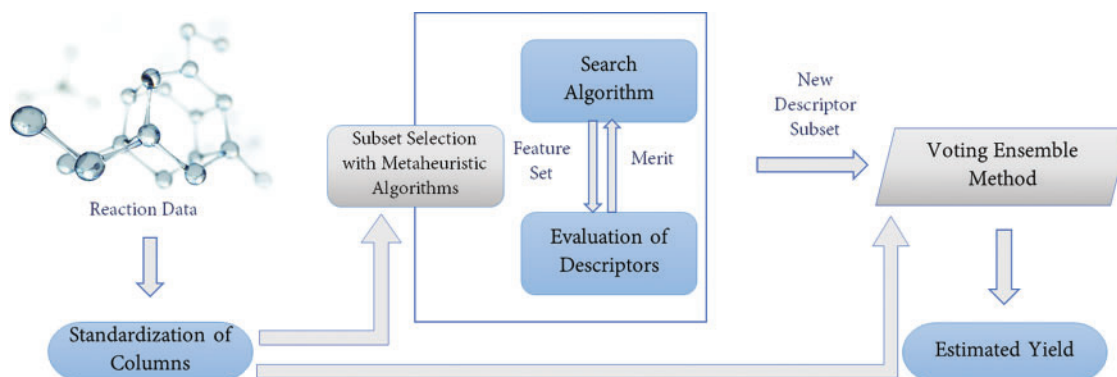 Reaction Data
Standardization of
Columns
Subset Selection
with Metaheuristic
Algorithms
Search
Algorithm
Feature
Set
Merit
Evaluation of
Descriptors
New
Descriptor
Subset
Voting Ensemble
Method
Estimated Yield